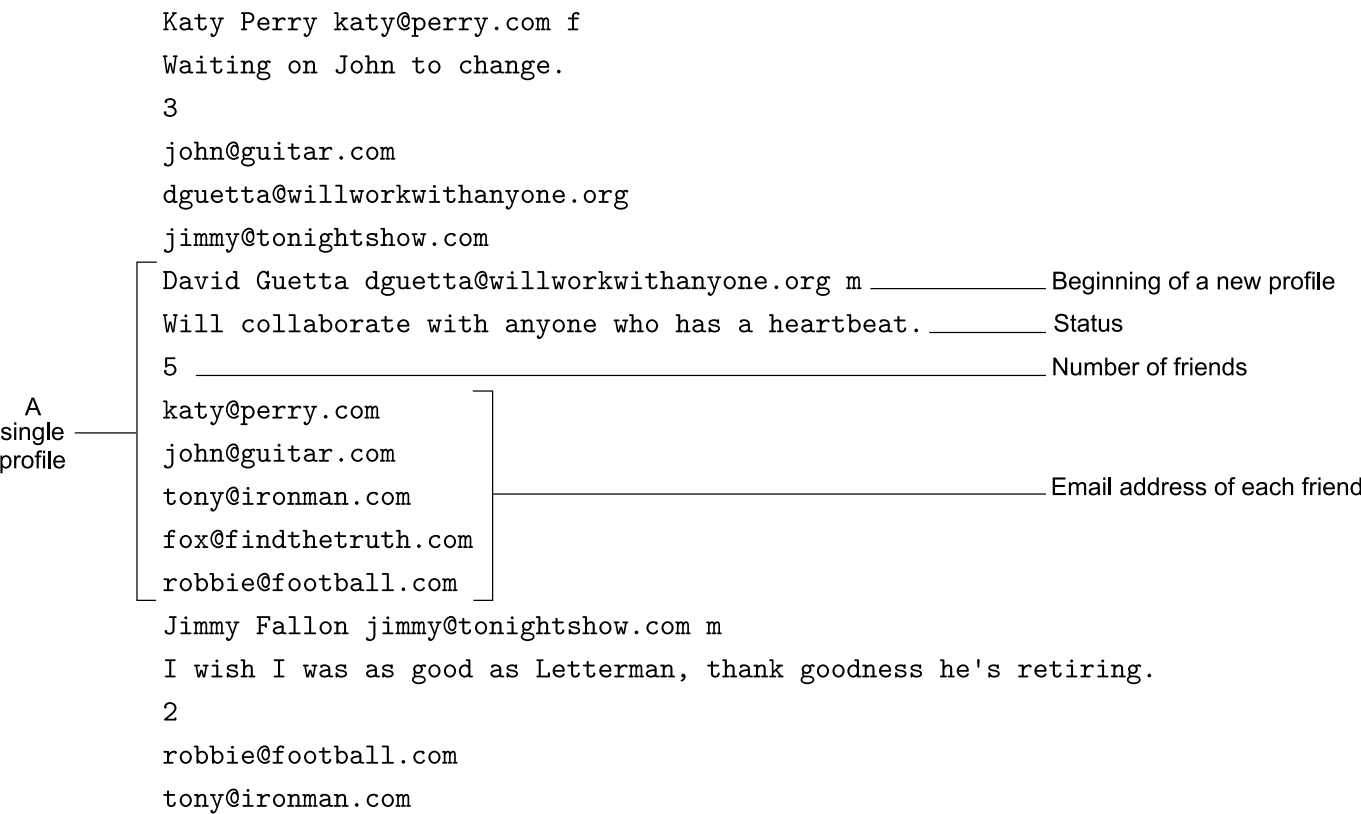 Katy Perry katy@perry.com f
Waiting on John to change.
3
john@guitar.com
dguetta@willworkwithanyone.org
jimmy@tonightshow.com
David Guetta dguetta@willworkwithanyone.org m
Beginning of a new profile
Will collaborate with anyone who has a heartbeat.
Status
5
Number of friends
A
single
profile
katy@perry.com
john@guitar.com
tony@ironman.com
fox@findthetruth.com
robbie@football.com
Email address of each friend
Jimmy Fallon jimmy@tonightshow.com m
I wish I was as good as Letterman, thank goodness he's retiring.
2
robbie@football.com
tony@ironman.com